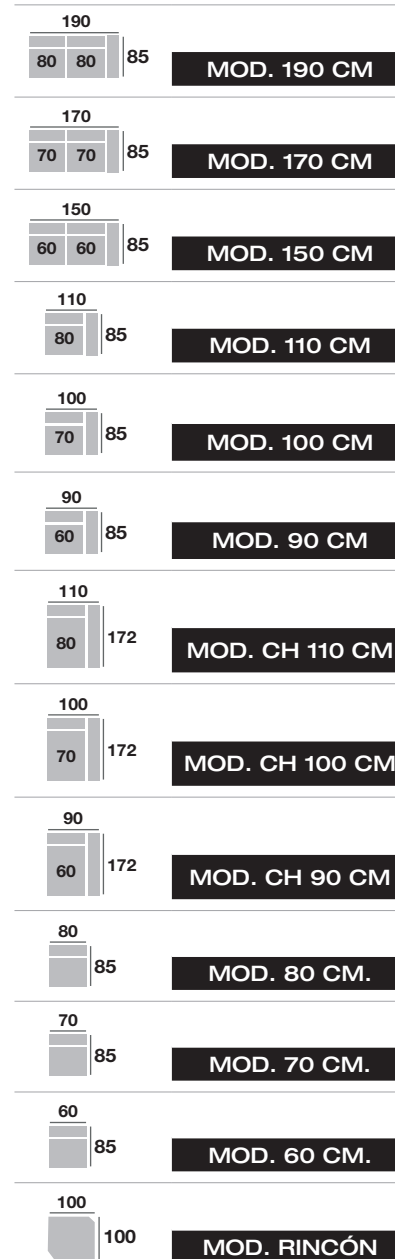 190
80 80 85
MOD. 190 CM
170
70 70 85
MOD. 170 CM
150
60 60 85
MOD. 150 CM
110
80 85
MOD. 110 CM
100
70 85
MOD. 100 CM
90
60 85
MOD. 90 CM
110
80 172
MOD. CH 110 CM
100
70 172
MOD. CH 100 CM
90
60 172
MOD. CH 90 CM
80
85
MOD. 80 CM.
70
85
MOD. 70 CM.
60
85
MOD. 60 CM.
100
100
MOD. RINCÓN